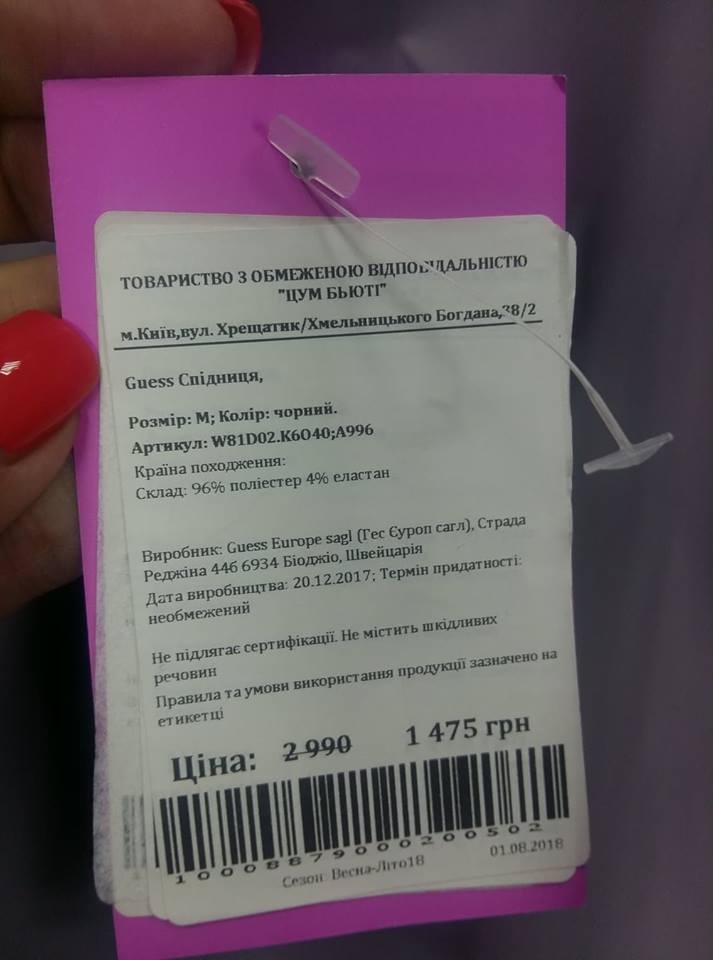 ТОВАРИСТВО З ОБМЕЖЕНОЮ ВІДПОВІДАЛЬНІСТЮ
"ЦУМ БЬЮТІ"
м.Київ,вул. Хрещатик/Хмельницького Богдана,38/2
Guess Спідниця,
Розмір: M; Колір: чорний.
Артикул: W81D02.K6O40;A996
Країна походження:
Склад: 96% поліестер 4% еластан
Виробник: Guess Europe sagl (Гес Єуроп сагл), Страда
Реджіна 446 6934 Біоджіо, Швейцарія
Дата виробництва: 20.12.2017; Термін придатності:
необмежений
Не підлягає сертифікації. Не містить шкідливих
речовин
Правила та умови використання продукції зазначено на
етикетці
Ціна: 2 990 1 475 грн
1000887900020050​2
Сезон: Весна-Літо18 01.08.2018